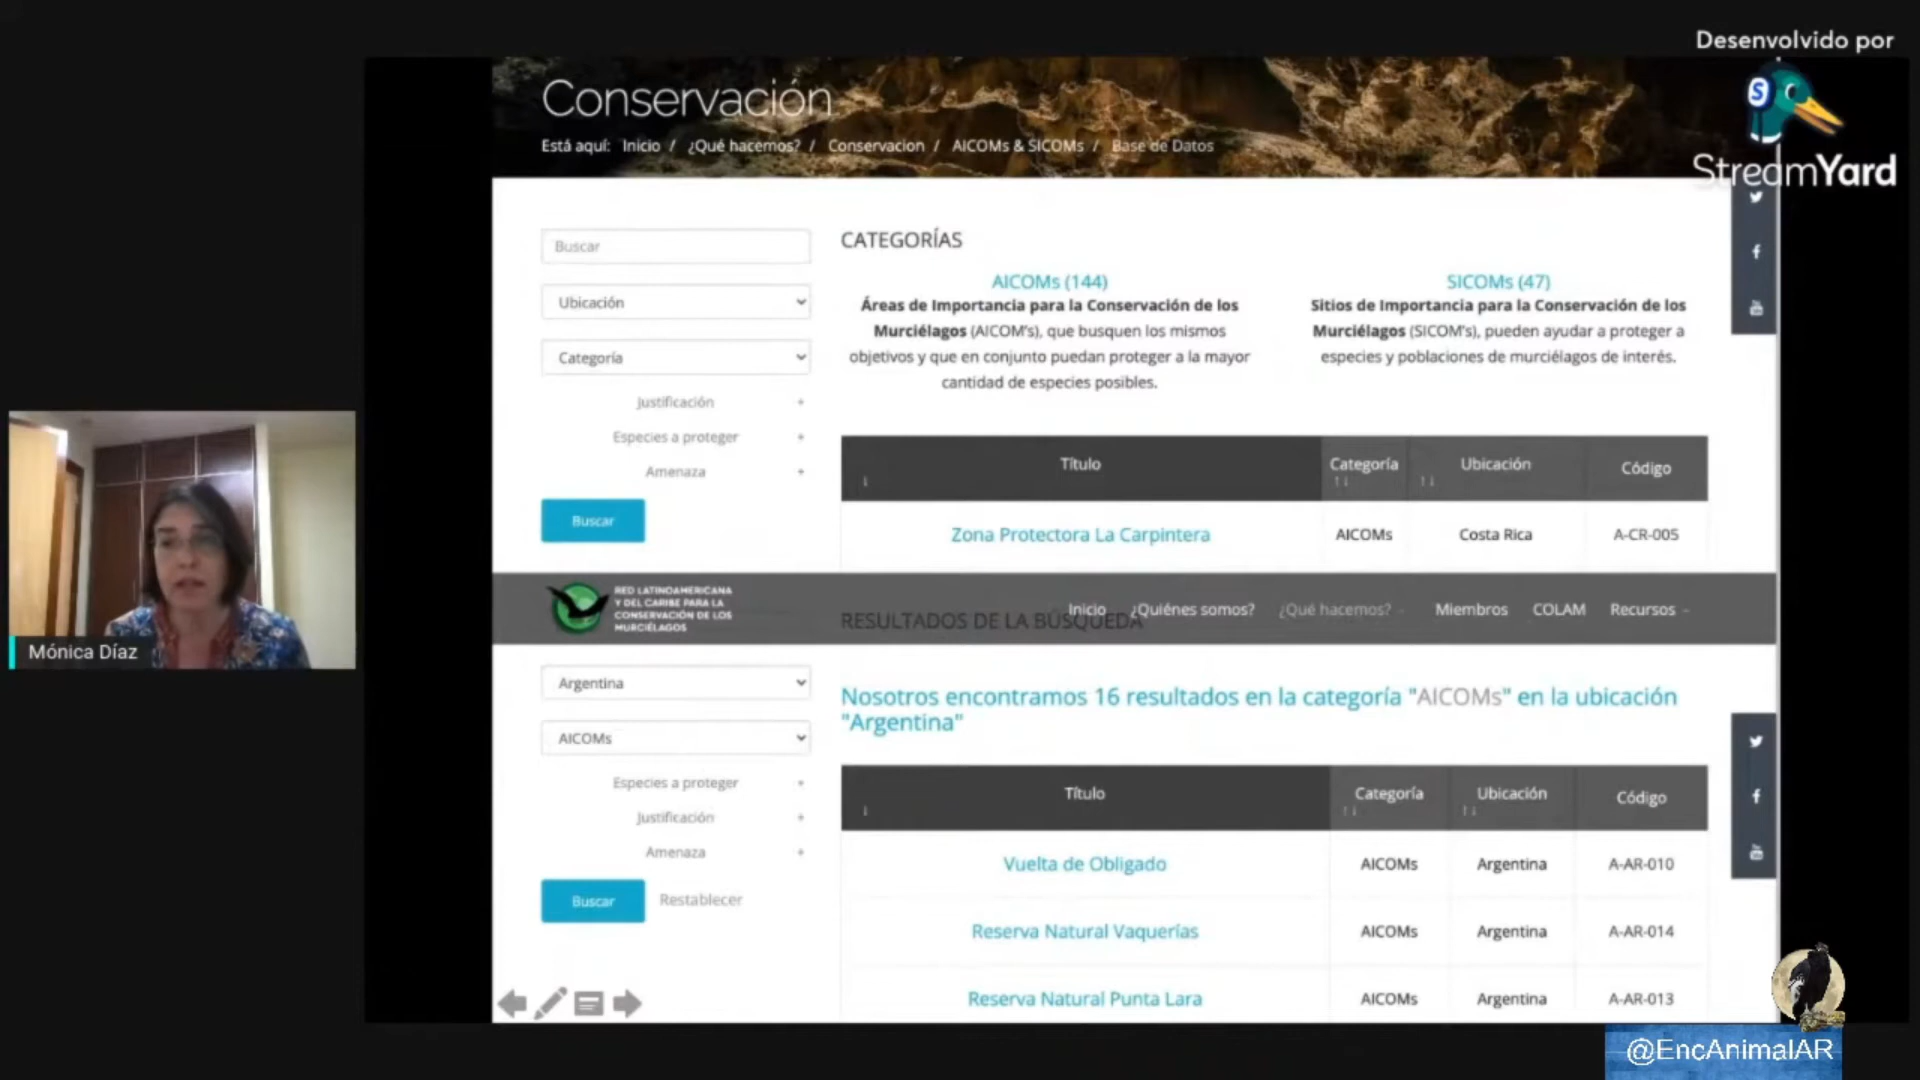 Desenvolvido por
StreamYard
Conservación
Está aquí: Inicio / ¿Qué hacemos? / Conservacion / AICOMs & SICOMs / Base de Datos
Buscar
Ubicación
Categoría
Justificación +
Especies a proteger +
Amenaza +
Buscar
CATEGORÍAS
AICOMs (144)
Áreas de Importancia para la Conservación de los
Murciélagos (AICOM's), que busquen los mismos
objetivos y que en conjunto puedan proteger a la mayor
cantidad de especies posibles.
SICOMs (47)
Sitios de Importancia para la Conservación de los
Murciélagos (SICOM's), pueden ayudar a proteger a
especies y poblaciones de murciélagos de interés.
Título Categoría Ubicación Código
Zona Protectora La Carpintera AICOMs Costa Rica A-CR-005
RED LATINOAMERICANA
Y DEL CARIBE PARA LA
CONSERVACIÓN DE LOS
MURCIÉLAGOS
Inicio ¿Quiénes somos? ¿Qué hacemos? Miembros COLAM Recursos
RESULTADOS DE LA BÚSQUEDA
Argentina
AICOMs
Especies a proteger +
Justificación +
Amenaza +
Buscar Restablecer
Nosotros encontramos 16 resultados en la categoría "AICOMs" en la ubicación
"Argentina"
Título Categoría Ubicación Código
Vuelta de Obligado AICOMs Argentina A-AR-010
Reserva Natural Vaquerías AICOMs Argentina A-AR-014
Reserva Natural Punta Lara AICOMs Argentina A-AR-013
Mónica Díaz
@EncAnimalAR